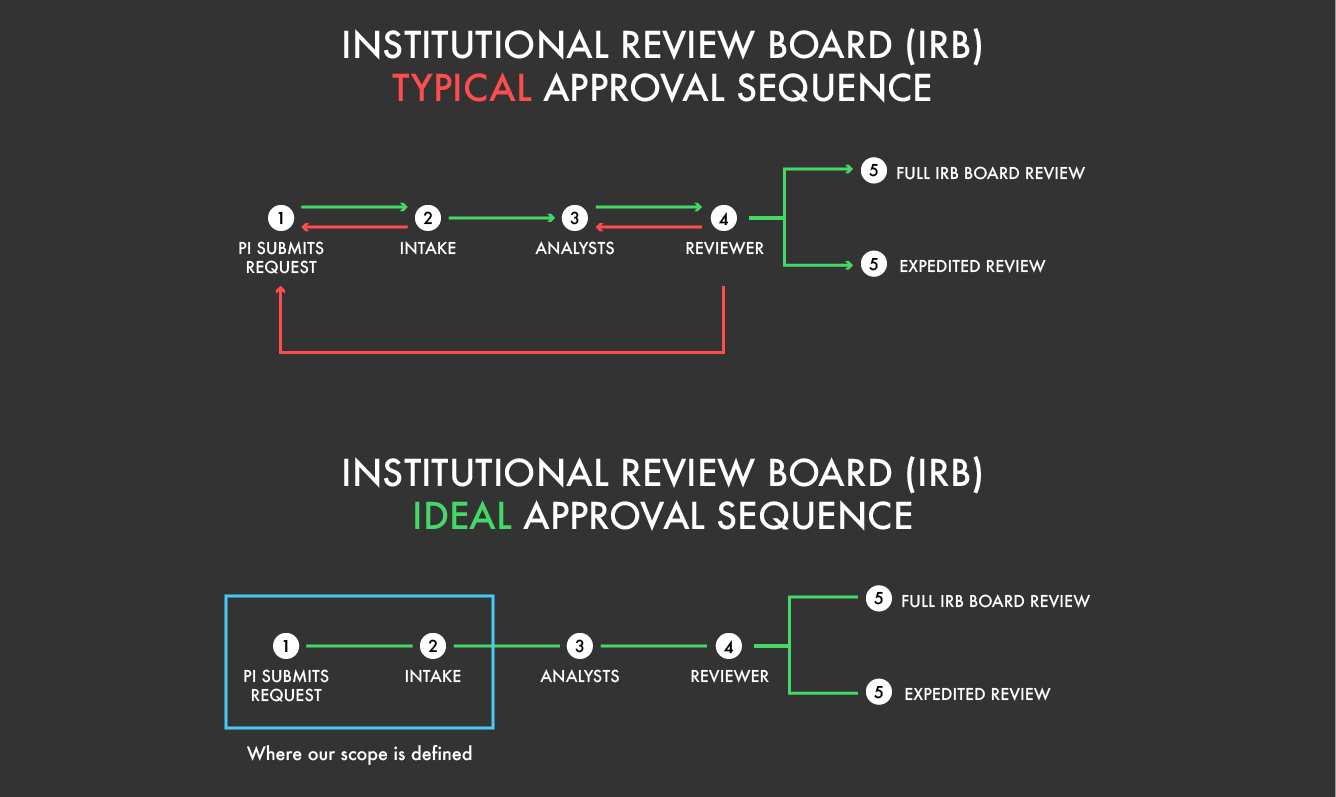 INSTITUTIONAL REVIEW BOARD (IRB)
TYPICAL APPROVAL SEQUENCE
5 FULL IRB BOARD REVIEW
1 2 3 4
PI SUBMITS REQUEST
INTAKE
ANALYSTS
REVIEWER
5 EXPEDITED REVIEW
INSTITUTIONAL REVIEW BOARD (IRB)
IDEAL APPROVAL SEQUENCE
5 FULL IRB BOARD REVIEW
1 2 3 4
PI SUBMITS REQUEST
INTAKE
ANALYSTS
REVIEWER
5 EXPEDITED REVIEW
Where our scope is defined